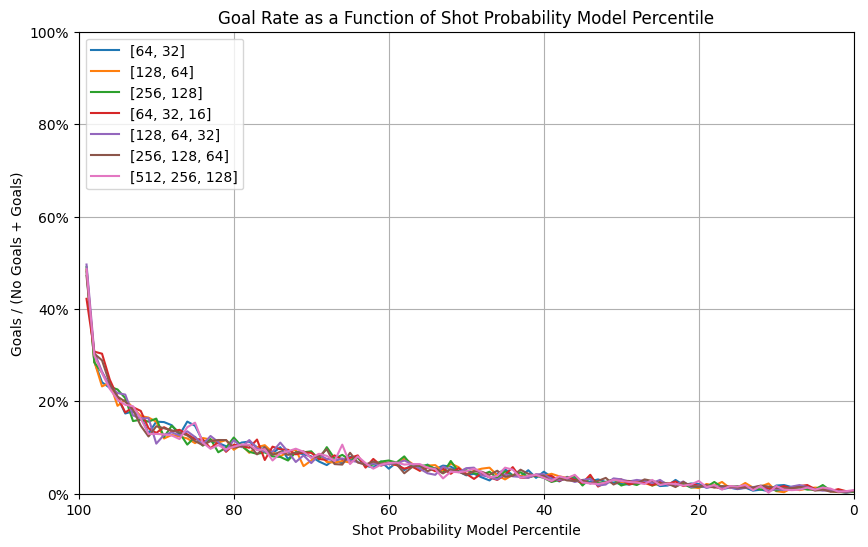 Goal Rate as a Function of Shot Probability Model Percentile
100%
80%
60%
40%
20%
0%
Goals / (No Goals + Goals)
[64, 32]
[128, 64]
[256, 128]
[64, 32, 16]
[128, 64, 32]
[256, 128, 64]
[512, 256, 128]
100 80 60 40 20 0
Shot Probability Model Percentile